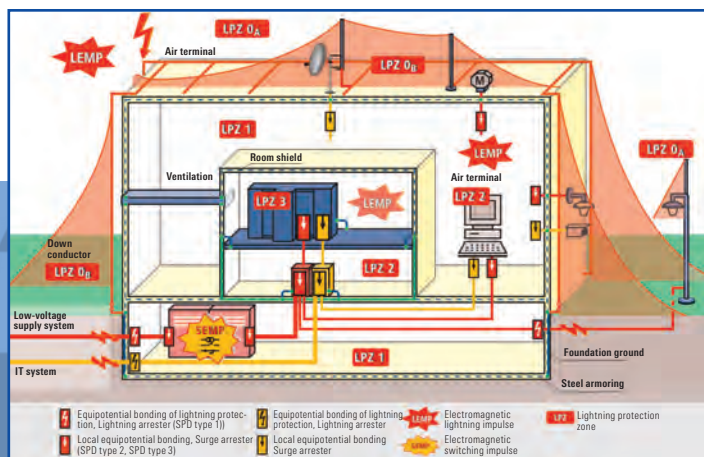 LPZ 0A
LEMP
Air terminal
LPZ 0B
M
LPZ 1
LEMP
Room shield
LPZ 0A
Ventilation
Air terminal
LPZ 3
LEMP
LPZ 2
Down
conductor
LPZ 0B
LPZ 2
Low-voltage
supply system
SEMP
IT system
LPZ 1
Foundation ground
Steel armoring
Equipotential bonding of lightning protec-
tion, Lightning arrester (SPD type 1))
Equipotential bonding of lightning
protection, Lightning arrester
LEMP
Electromagnetic
lightning impulse
LPZ
Lightning protection
zone
Local equipotential bonding, Surge arrester
(SPD type 2, SPD type 3)
Local equipotential bonding
Surge arrester
SEMP
Electromagnetic
switching impulse